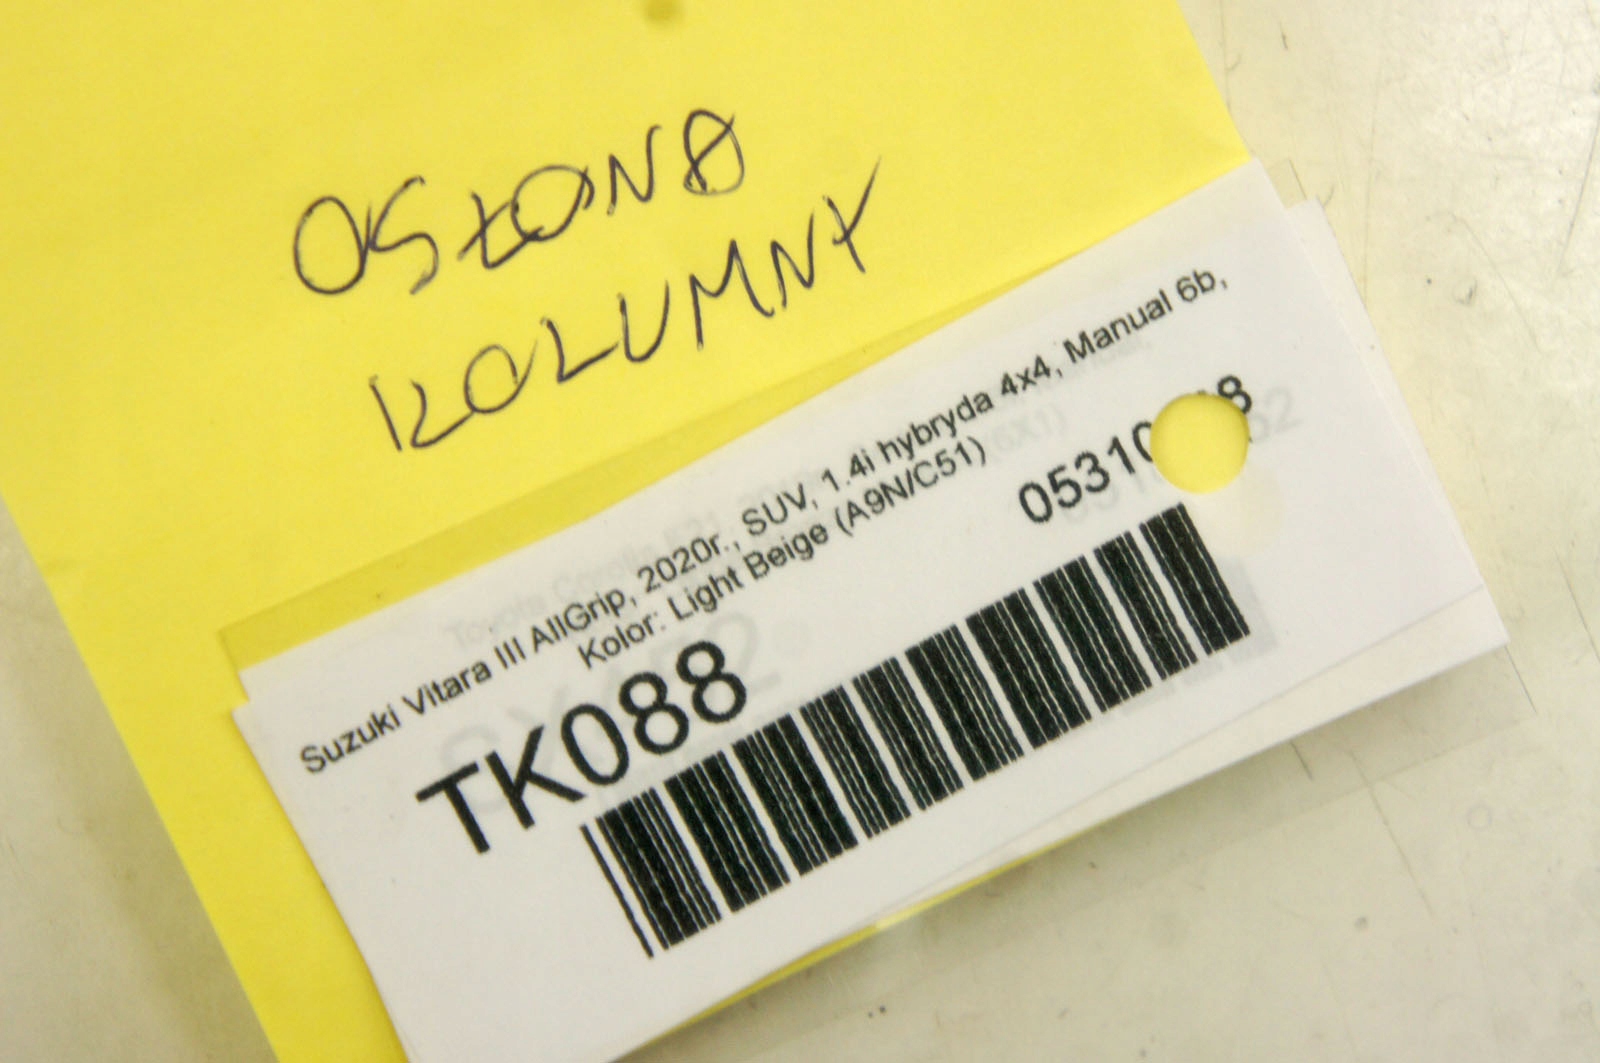 OSŁONA
KOLUMNY
Suzuki Vitara III AllGrip, 2020r., SUV, 1.4i hybryda 4x4, Manual 6b,
Kolor: Light Beige (A9N/C51)
TK088